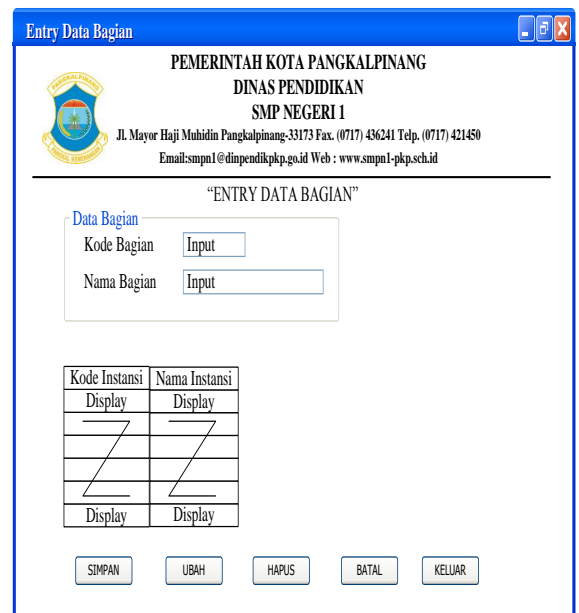 Entry Data Bagian
PEMERINTAH KOTA PANGKALPINANG
DINAS PENDIDIKAN
SMP NEGERI 1
Jl. Mayor Haji Muhidin Pangkalpinang-33173 Fax. (0717) 436241 Telp. (0717) 421450
Email:smpn1@dinpendikpkp.go.id Web : www.smpn1-pkp.sch.id
"ENTRY DATA BAGIAN"
Data Bagian
Kode Bagian Input
Nama Bagian Input
Kode Instansi Nama Instansi
Display Display
Display Display
SIMPAN UBAH HAPUS BATAL KELUAR